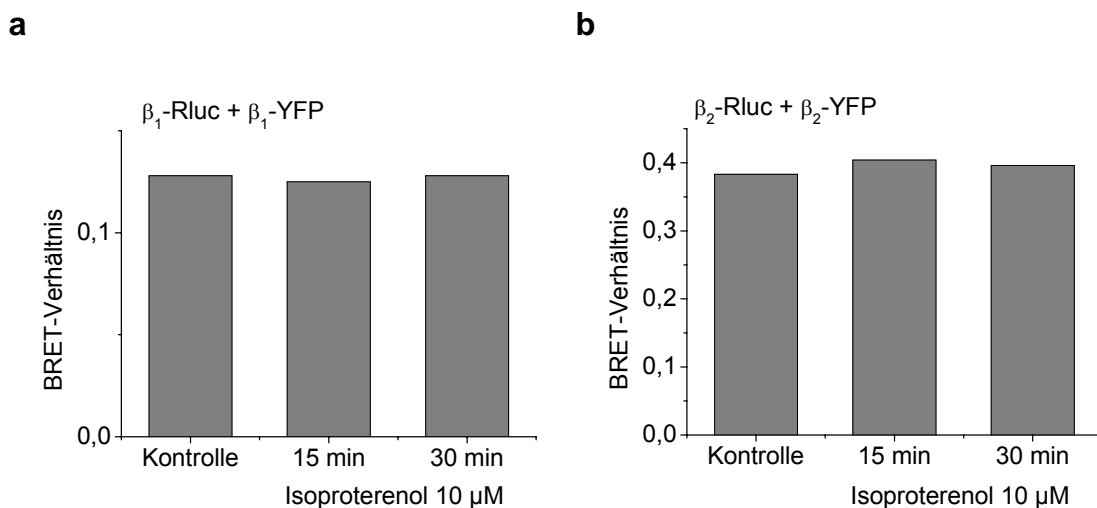 a
β₁-Rluc + β₁-YFP
BRET-Verhältnis
0,1
0,0
Kontrolle 15 min 30 min
Isoproterenol 10 µM
b
β₂-Rluc + β₂-YFP
BRET-Verhältnis
0,4
0,3
0,2
0,1
0,0
Kontrolle 15 min 30 min
Isoproterenol 10 µM